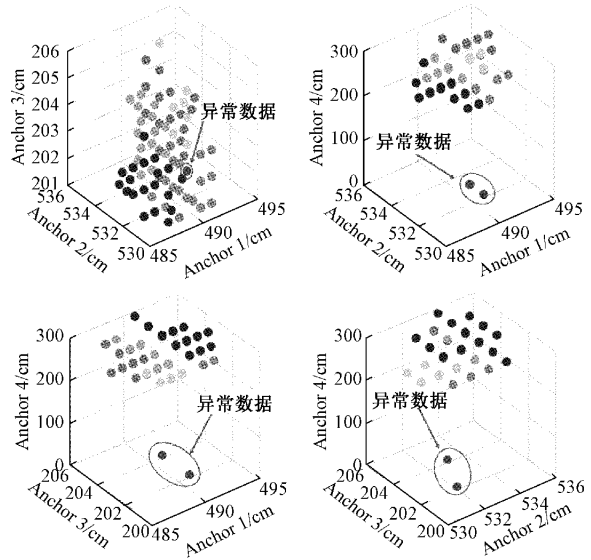 206
205
204
203
202
201
536
534
532
530
485
490
495
Anchor 3/cm
Anchor 2/cm
Anchor 1/cm
异常数据
300
200
100
0
536
534
532
530
485
490
495
Anchor 4/cm
Anchor 2/cm
Anchor 1/cm
异常数据
300
200
100
0
206
204
202
200
485
490
495
Anchor 4/cm
Anchor 3/cm
Anchor 1/cm
异常数据
300
200
100
0
206
204
202
200
530
532
534
536
Anchor 4/cm
Anchor 3/cm
Anchor 2/cm
异常数据